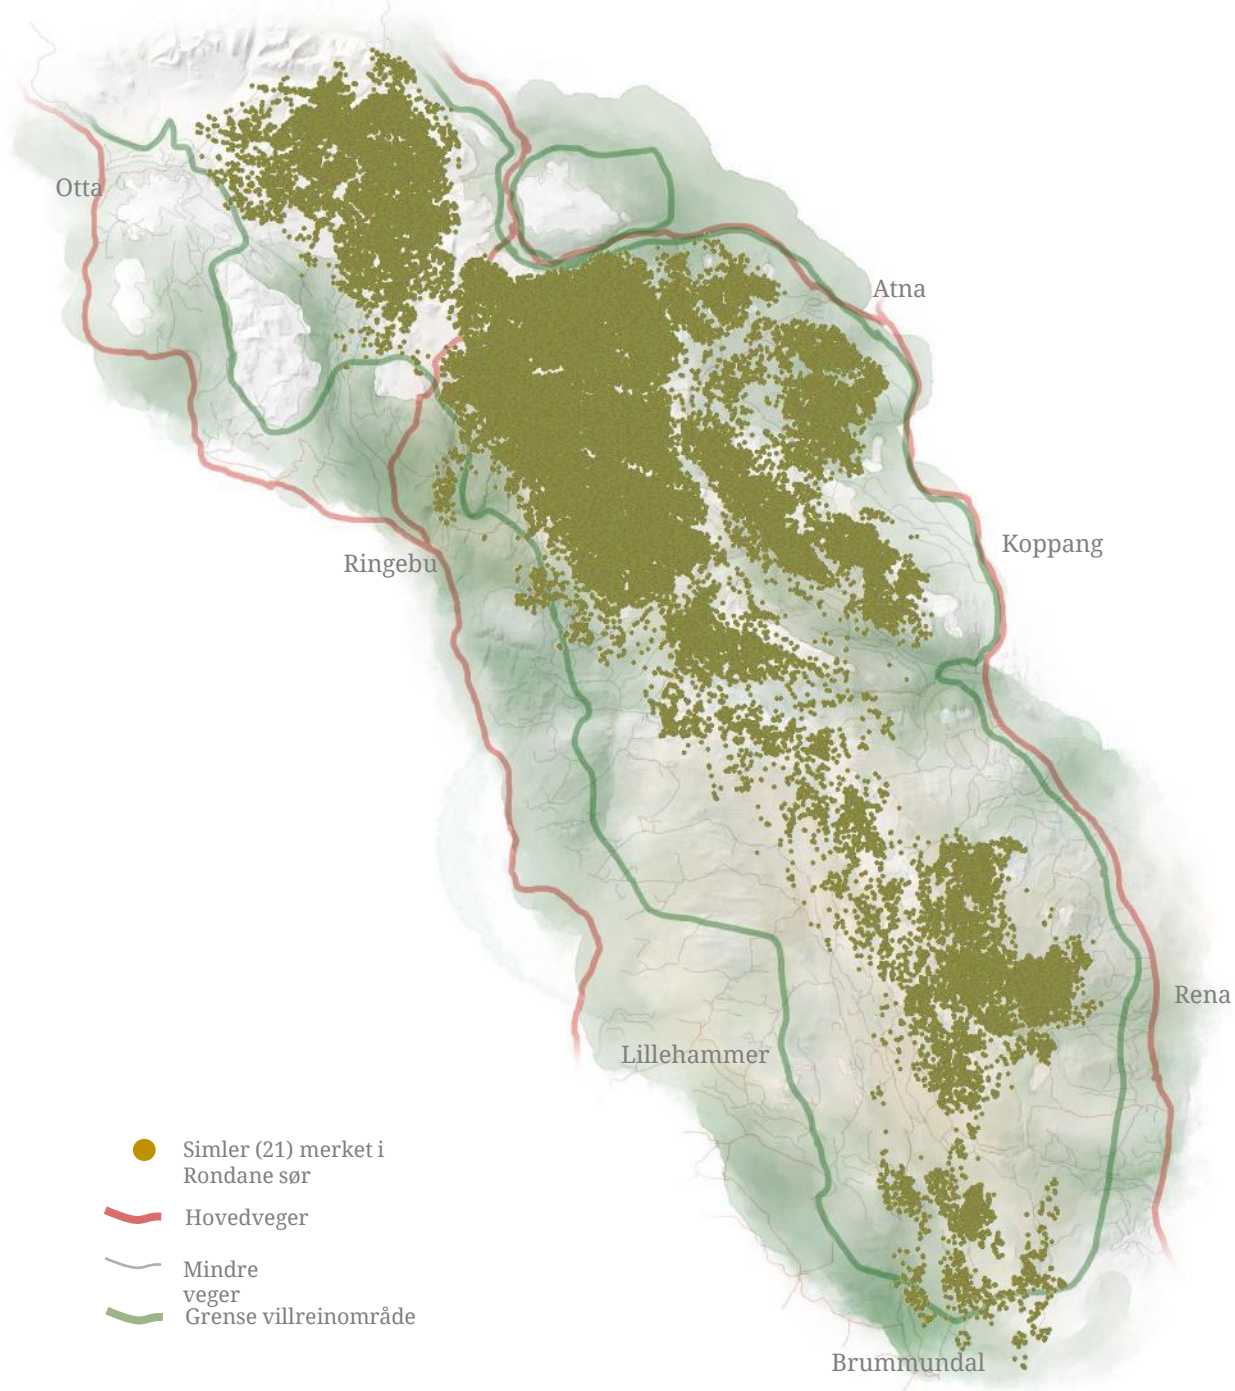 Otta
Atna
Koppang
Ringebu
Rena
Lillehammer
Simler (21) merket i
Rondane sør
Hovedveger
Mindre
veger
Grense villreinområde
Brummundal